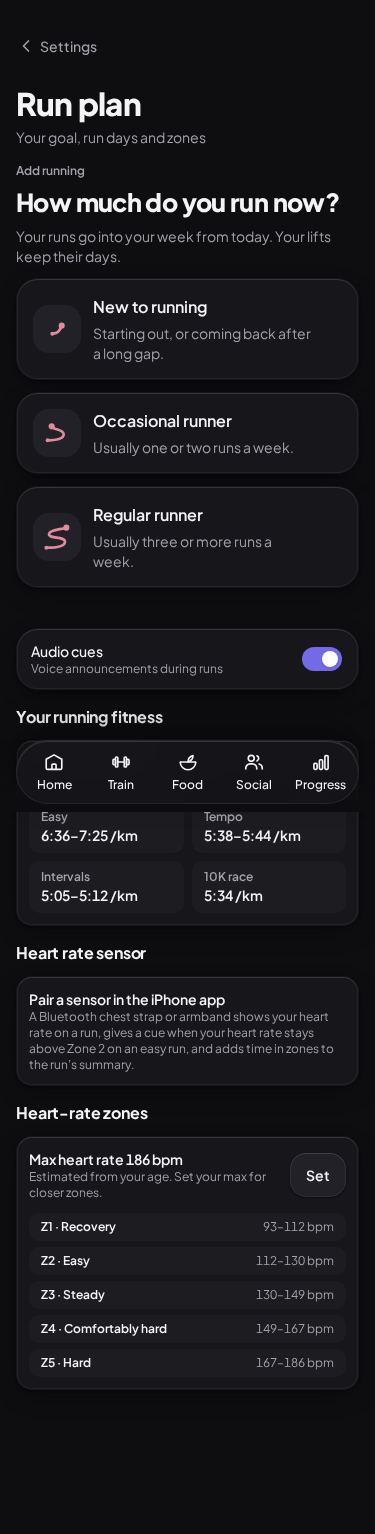 Settings
Run plan
Your goal, run days and zones
Add running
How much do you run now?
Your runs go into your week from today. Your lifts
keep their days.
New to running
Starting out, or coming back after
a long gap.
Occasional runner
Usually one or two runs a week.
Regular runner
Usually three or more runs a
week.
Audio cues
Voice announcements during runs
Your running fitness
Home Train Food Social Progress
Easy Tempo
6:36–7:25 /km 5:38–5:44 /km
Intervals 10K race
5:05–5:12 /km 5:34 /km
Heart rate sensor
Pair a sensor in the iPhone app
A Bluetooth chest strap or armband shows your heart
rate on a run, gives a cue when your heart rate stays
above Zone 2 on an easy run, and adds time in zones to
the run's summary.
Heart-rate zones
Max heart rate 186 bpm
Estimated from your age. Set your max for
closer zones.
Set
Z1 · Recovery 93–112 bpm
Z2 · Easy 112–130 bpm
Z3 · Steady 130–149 bpm
Z4 · Comfortably hard 149–167 bpm
Z5 · Hard 167–186 bpm